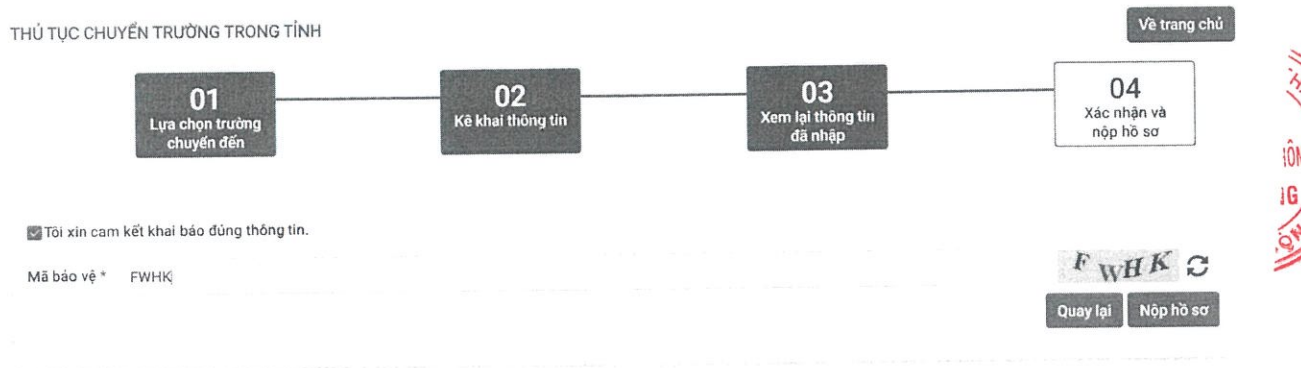 THỦ TỤC CHUYỂN TRƯỜNG TRONG TỈNH
Về trang chủ
01
Lựa chọn trường
chuyển đến
02
Kê khai thông tin
03
Xem lại thông tin
đã nhập
04
Xác nhận và
nộp hồ sơ
Tôi xin cam kết khai báo đúng thông tin.
Mã bảo vệ * FWHK
F W H K
Quay lại
Nộp hồ sơ